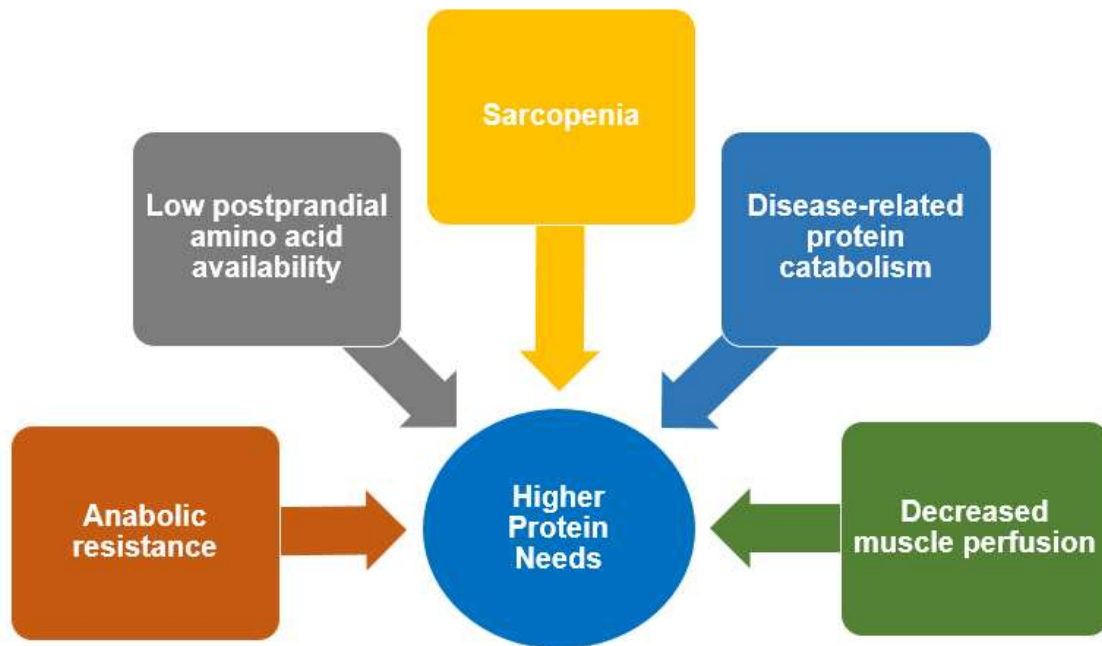 Sarcopenia
Low postprandial
amino acid
availability
Disease-related
protein
catabolism
Anabolic
resistance
Higher
Protein
Needs
Decreased
muscle perfusion